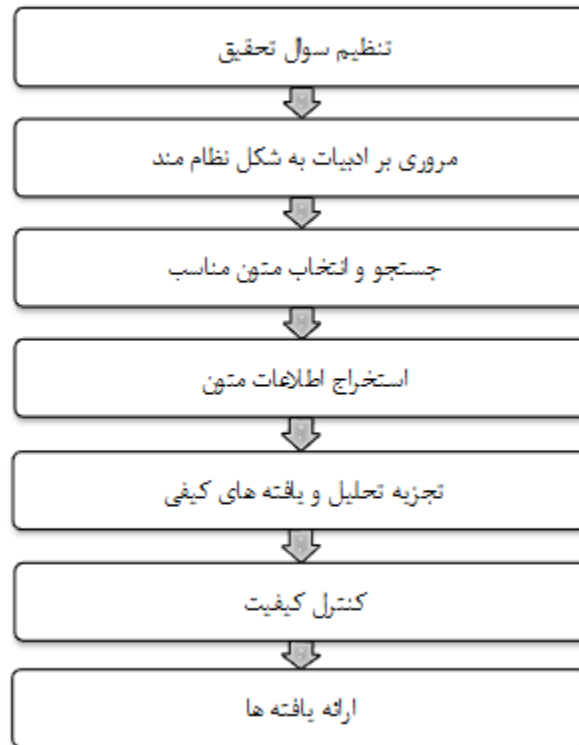 تنظیم سوال تحقیق
مروری بر ادبیات به شکل نظام مند
جستجو و انتخاب متون مناسب
استخراج اطلاعات متون
تجزیه تحلیل و یافته های کیفی
کنترل کیفیت
ارائه یافته ها